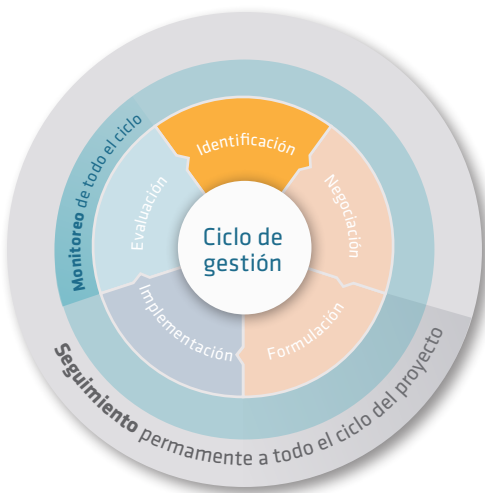 Identificación
Negociación
Formulación
Implementación
Evaluación
Ciclo de
gestión
Monitoreo de todo el ciclo
Seguimiento permamente a todo el ciclo del proyecto